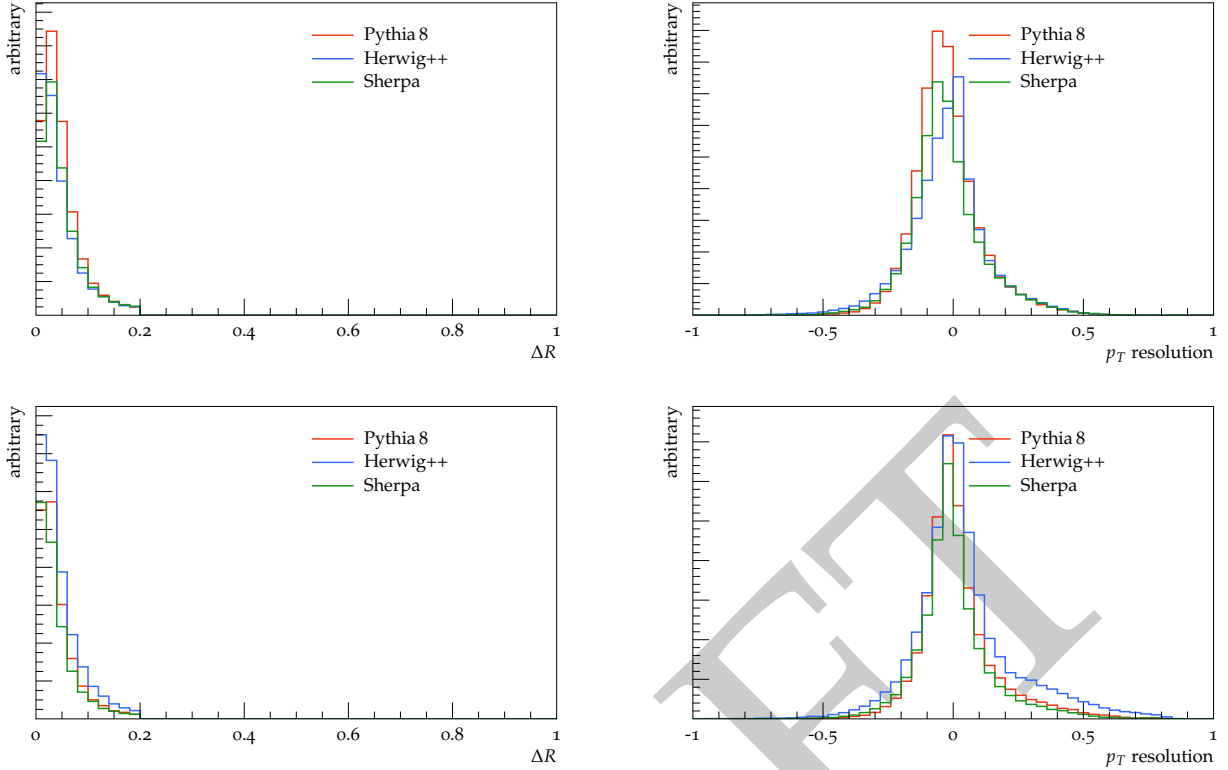 arbitrary
Pythia 8
Herwig++
Sherpa
0 0.2 0.4 0.6 0.8 1
ΔR
arbitrary
Pythia 8
Herwig++
Sherpa
-1 -0.5 0 0.5 1
p_T resolution
arbitrary
Pythia 8
Herwig++
Sherpa
0 0.2 0.4 0.6 0.8 1
ΔR
arbitrary
Pythia 8
Herwig++
Sherpa
-1 -0.5 0 0.5 1
p_T resolution
FT